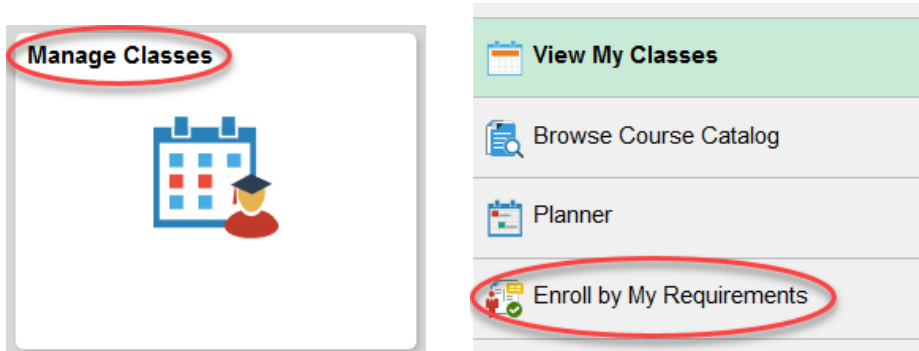 Manage Classes
View My Classes
Browse Course Catalog
Planner
Enroll by My Requirements